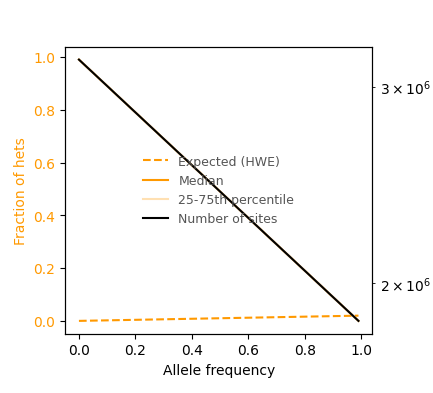 1.0
0.8
0.6
0.4
0.2
0.0
Fraction of hets
Expected (HWE)
Median
25-75th percentile
Number of sites
3 × 10⁶
2 × 10⁶
0.0 0.2 0.4 0.6 0.8 1.0
Allele frequency